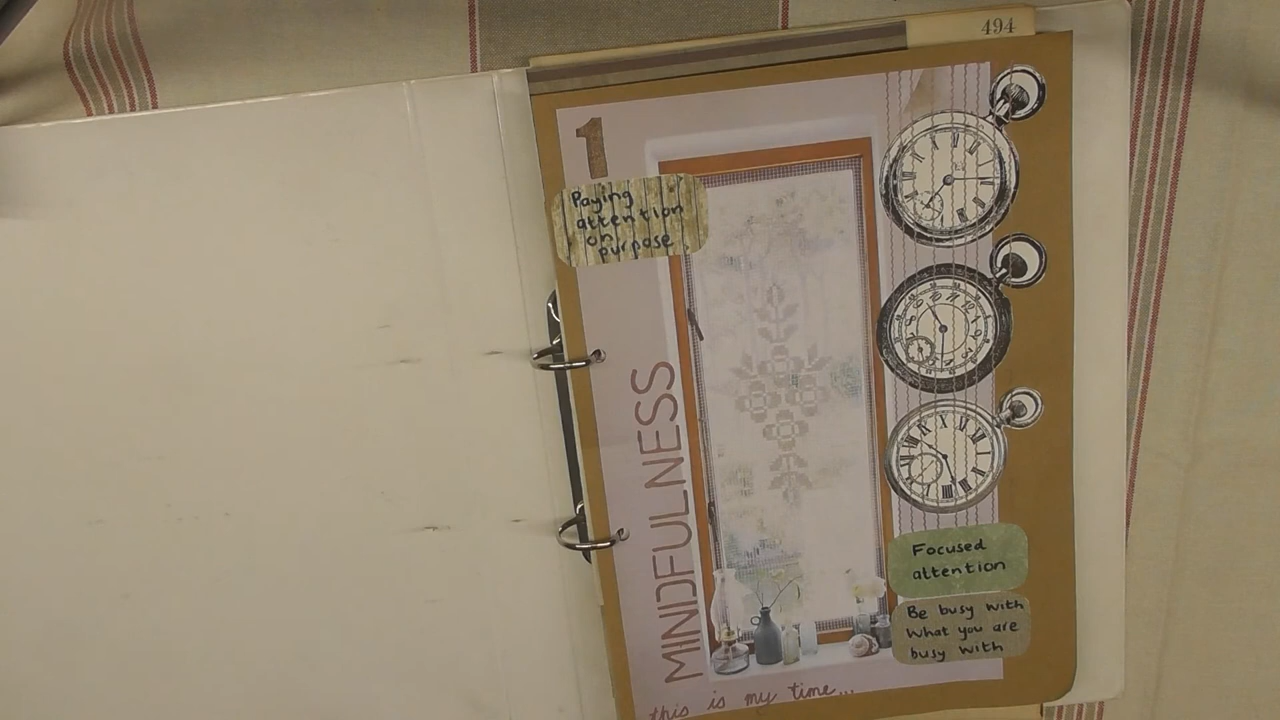 494
1
Paying
attention
on
purpose
MINDFULNESS
Focused
attention
Be busy with
what you are
busy with
this is my time...